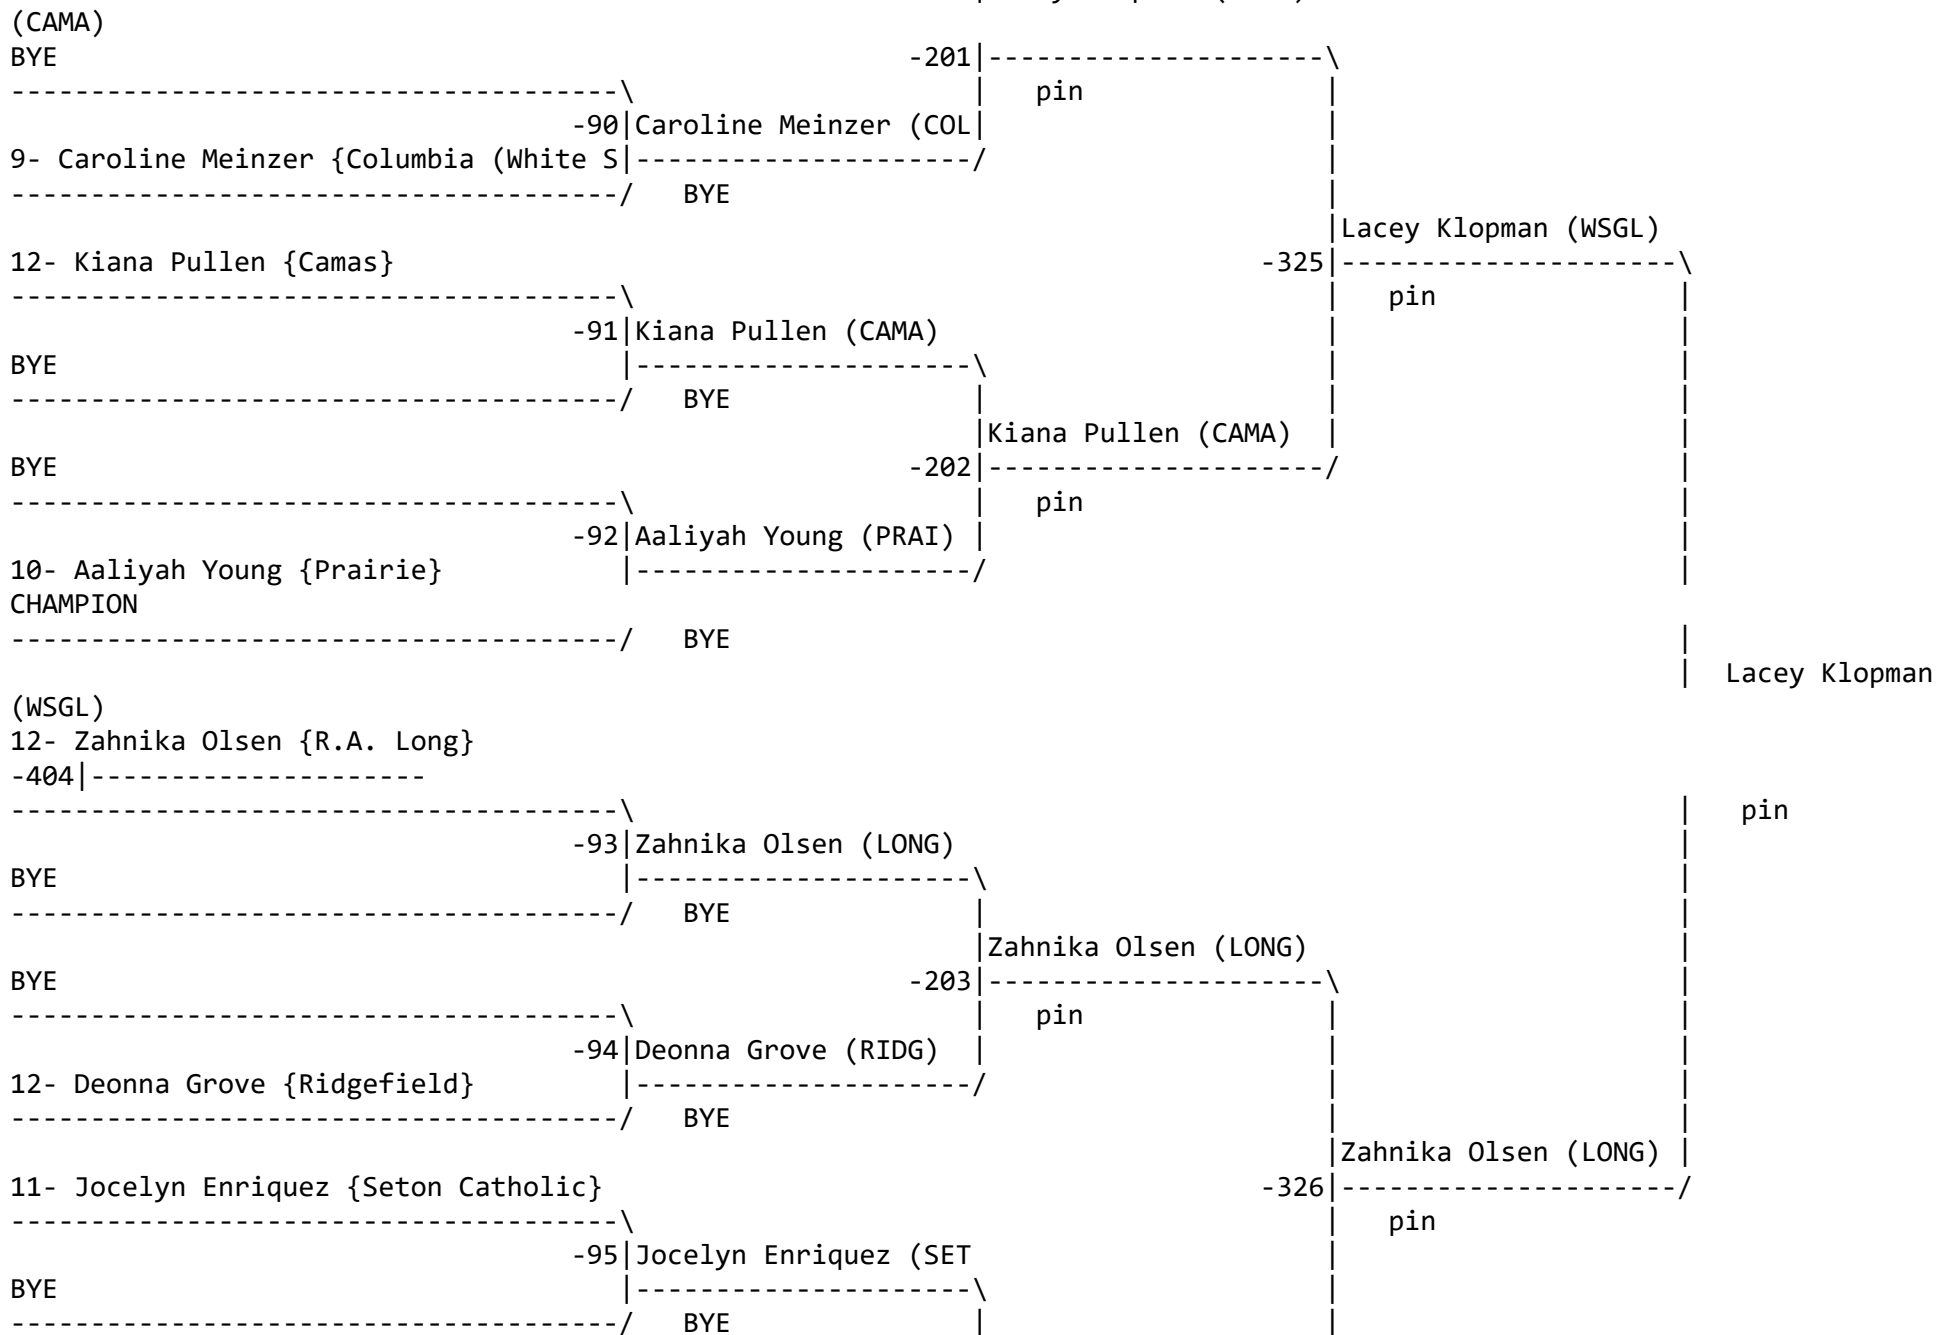 (CAMA)
BYE                                                      -201|---------------------\
--------------------------------------\                      |   pin               |
                                   -90|Caroline Meinzer (COL|                      |
9- Caroline Meinzer {Columbia (White S|---------------------/                      |
--------------------------------------/   BYE                                      |
                                                                                   |Lacey Klopman (WSGL)
12- Kiana Pullen {Camas}                                                       -325|---------------------\
--------------------------------------\                                            |   pin               |
                                   -91|Kiana Pullen (CAMA)                         |                     |
BYE                                   |---------------------\                      |                     |
--------------------------------------/   BYE               |                      |                     |
                                                            |Kiana Pullen (CAMA)  |                      |
BYE                                                     -202|---------------------/                      |
--------------------------------------\                     |   pin                                      |
                                   -92|Aaliyah Young (PRAI) |                                            |
10- Aaliyah Young {Prairie}           |---------------------/                                            |
CHAMPION
--------------------------------------/   BYE                                                            |
                                                                                                         |  Lacey Klopman
(WSGL)
12- Zahnika Olsen {R.A. Long}
-404|---------------------
--------------------------------------\                                                                  |   pin
                                   -93|Zahnika Olsen (LONG)                                              |
BYE                                   |---------------------\                                            |
--------------------------------------/   BYE               |                                            |
                                                            |Zahnika Olsen (LONG)                        |
BYE                                                     -203|---------------------\                      |
--------------------------------------\                     |   pin               |                      |
                                   -94|Deonna Grove (RIDG)  |                     |                      |
12- Deonna Grove {Ridgefield}         |---------------------/                     |                      |
--------------------------------------/   BYE                                     |                      |
                                                                                  |Zahnika Olsen (LONG) |
11- Jocelyn Enriquez {Seton Catholic}                                         -326|---------------------/
--------------------------------------\                                           |   pin
                                   -95|Jocelyn Enriquez (SET                      |
BYE                                   |---------------------\                     |
--------------------------------------/   BYE               |                     |